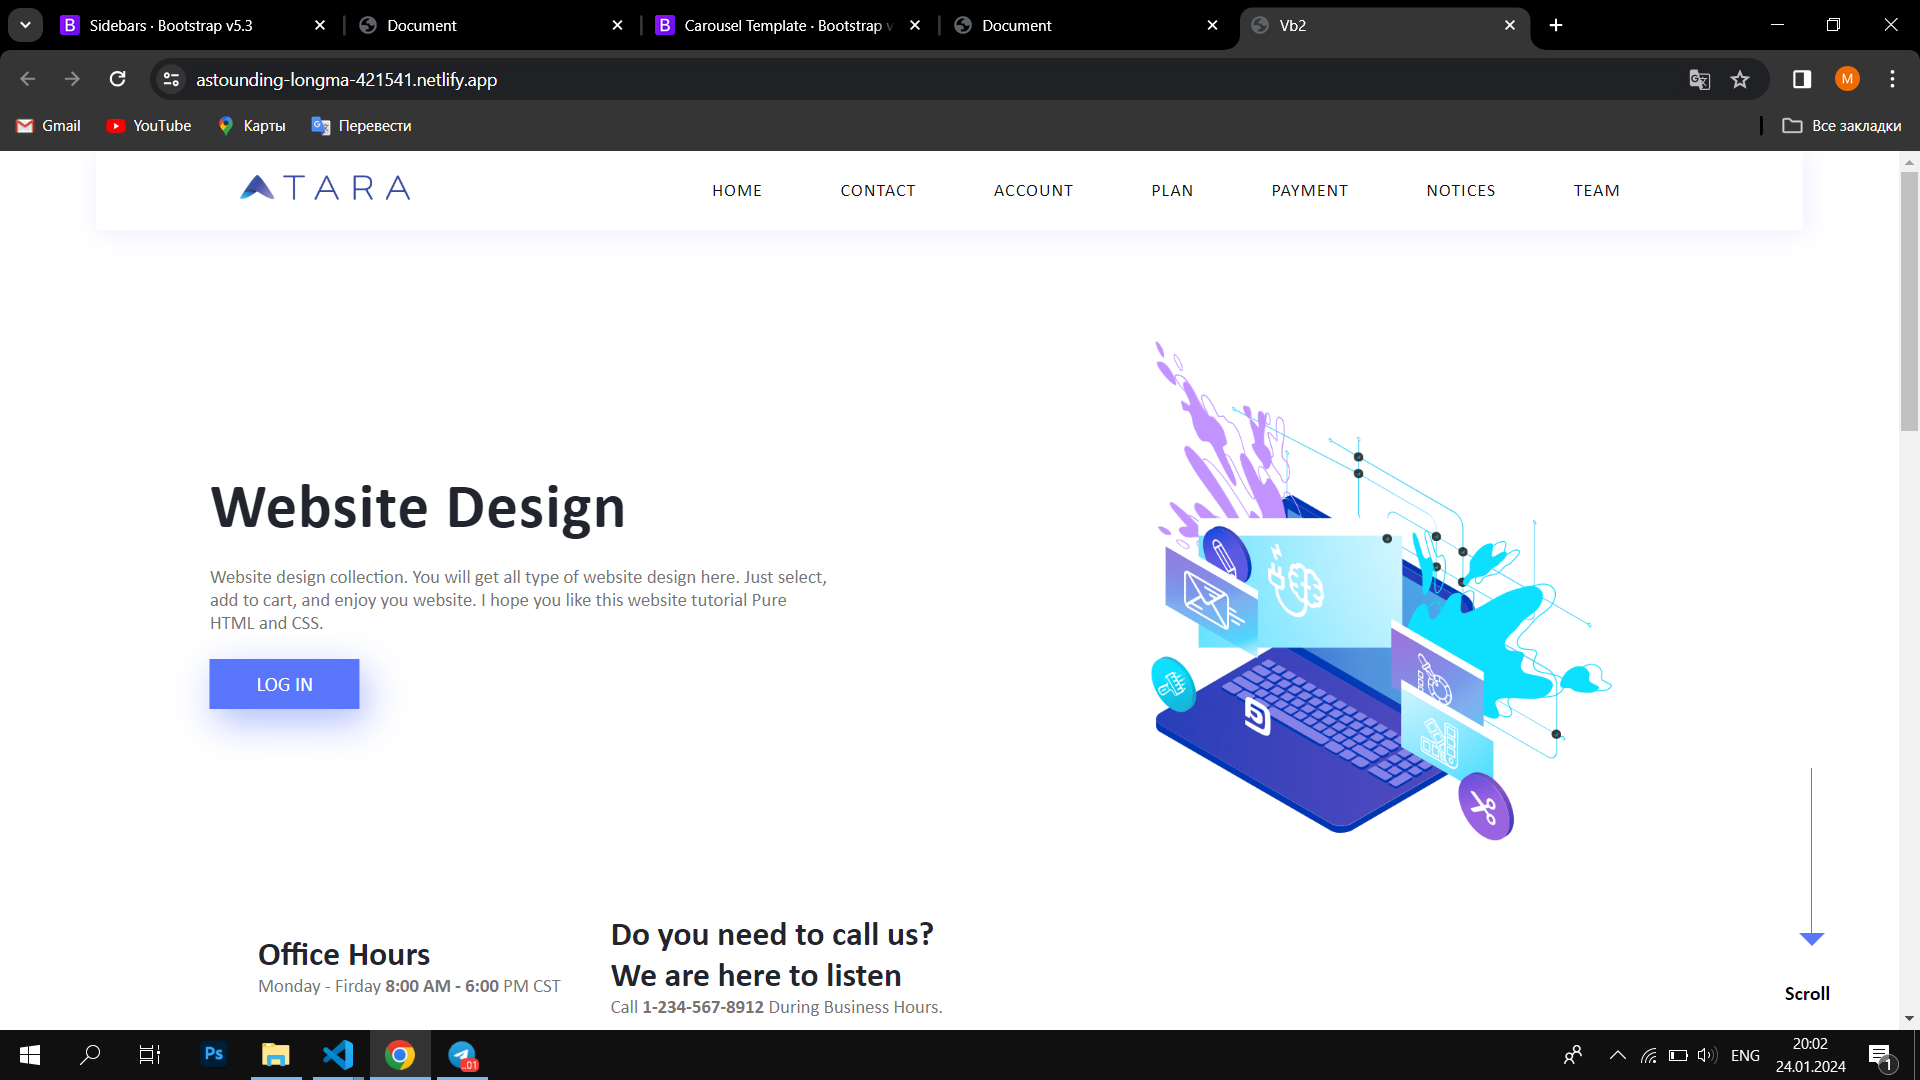 Sidebars · Bootstrap v5.3
Document
Carousel Template · Bootstrap v
Document
Vb2
astounding-longma-421541.netlify.app
M
Gmail
YouTube
Карты
Перевести
Все закладки
ATARA
HOME
CONTACT
ACCOUNT
PLAN
PAYMENT
NOTICES
TEAM
Website Design
Website design collection. You will get all type of website design here. Just select,
add to cart, and enjoy you website. I hope you like this website tutorial Pure
HTML and CSS.
LOG IN
Office Hours
Monday - Firday 8:00 AM - 6:00 PM CST
Do you need to call us?
We are here to listen
Call 1-234-567-8912 During Business Hours.
Scroll
Ps
..01
ENG
20:02
24.01.2024
1